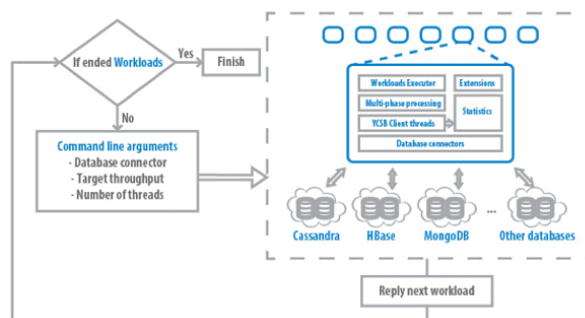 If ended Workloads
Yes
Finish
No
Command line arguments
- Database connector
- Target throughput
- Number of threads
Workloads Executer
Extensions
Multi-phase processing
Statistics
YCSB Client threads
Database connectors
Cassandra
HBase
MongoDB
...
Other databases
Reply next workload